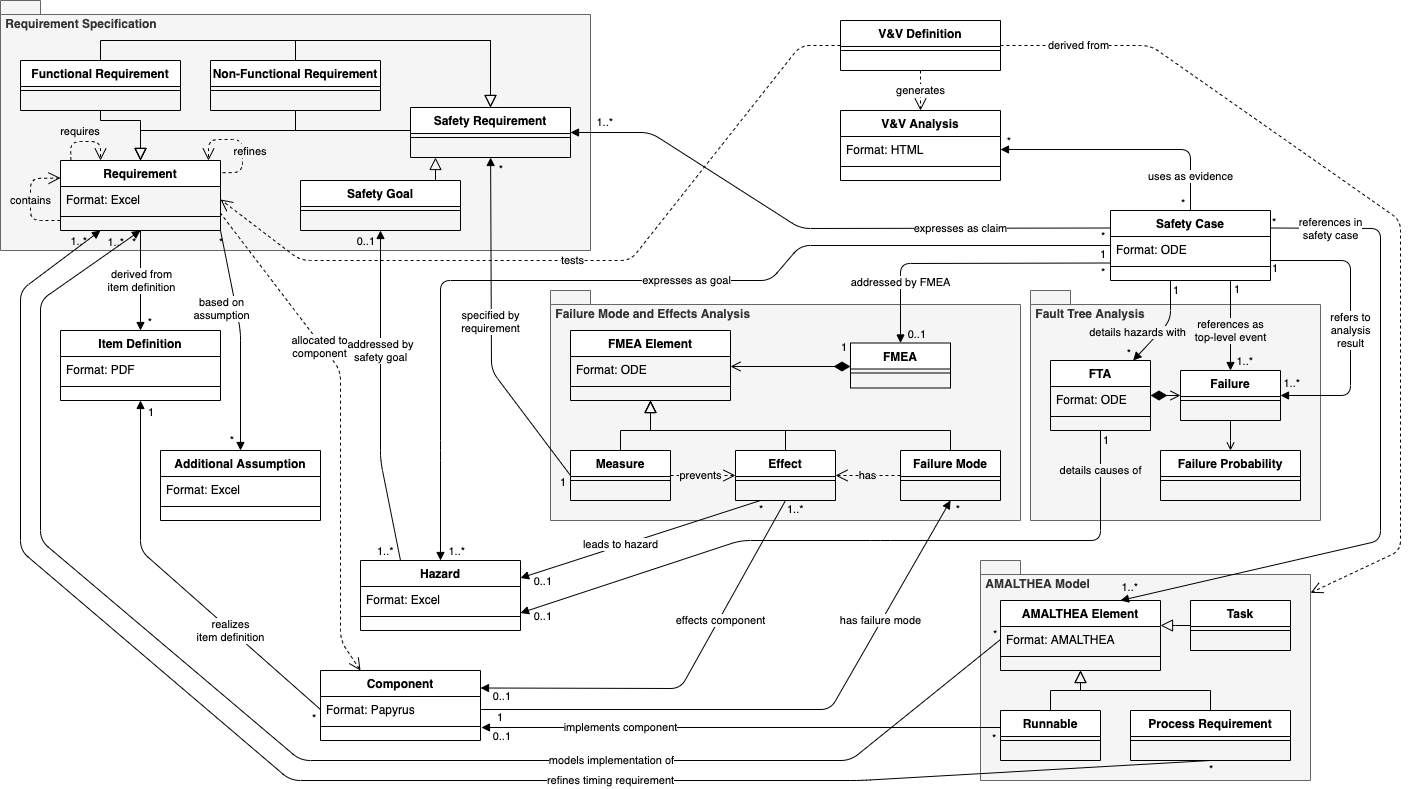 Requirement Specification
Functional Requirement
Non-Functional Requirement
Safety Requirement
requires
refines
Requirement
Format: Excel
contains
Safety Goal
1..*
1..*
*
*
*
0..1
1..*
V&V Definition
derived from
generates
V&V Analysis
Format: HTML
*
uses as evidence
*
Safety Case
Format: ODE
*
references in
safety case
expresses as claim
*
1
*
1
tests
expresses as goal
addressed by FMEA
derived from
item definition
*
based on
assumption
allocated to
component
addressed by
safety goal
specified by
requirement
Item Definition
Format: PDF
1
*
Additional Assumption
Format: Excel
Failure Mode and Effects Analysis
FMEA Element
Format: ODE
1
0..1
FMEA
Measure
1
prevents
Effect
has
Failure Mode
*
1..*
*
Fault Tree Analysis
1
1
details hazards with
references as
top-level event
refers to
analysis
result
*
1..*
1..*
FTA
Format: ODE
Failure
Failure Probability
1
details causes of
1..*
1..*
leads to hazard
0..1
0..1
Hazard
Format: Excel
realizes
item definition
effects component
has failure mode
Component
Format: Papyrus
*
0..1
1
0..1
implements component
models implementation of
refines timing requirement
AMALTHEA Model
1..*
AMALTHEA Element
Format: AMALTHEA
*
Task
Runnable
*
Process Requirement
*